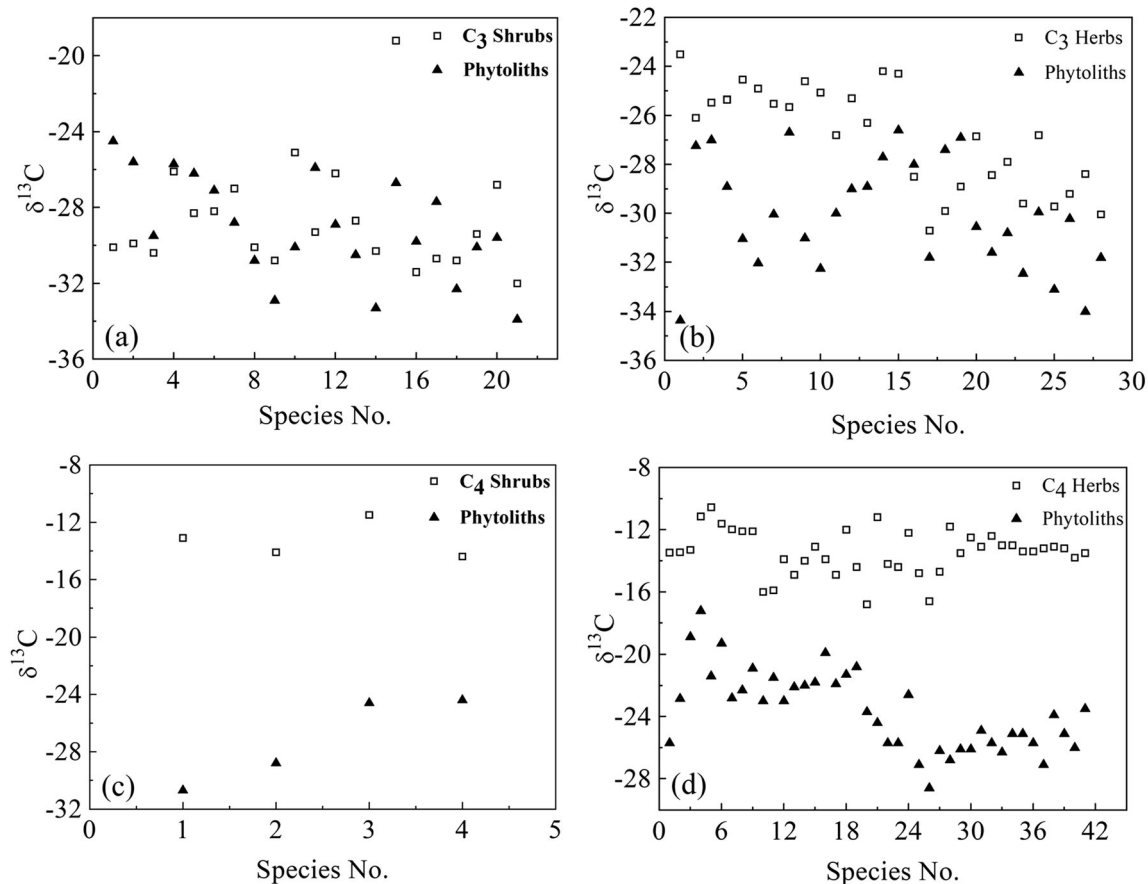 C3 Shrubs
Phytoliths
-20
-24
-28
-32
-36
δ13C
(a)
0
4
8
12
16
20
Species No.
C3 Herbs
Phytoliths
-22
-24
-26
-28
-30
-32
-34
-36
δ13C
(b)
0
5
10
15
20
25
30
Species No.
C4 Shrubs
Phytoliths
-8
-12
-16
-20
-24
-28
-32
δ13C
(c)
0
1
2
3
4
5
Species No.
C4 Herbs
Phytoliths
-8
-12
-16
-20
-24
-28
δ13C
(d)
0
6
12
18
24
30
36
42
Species No.